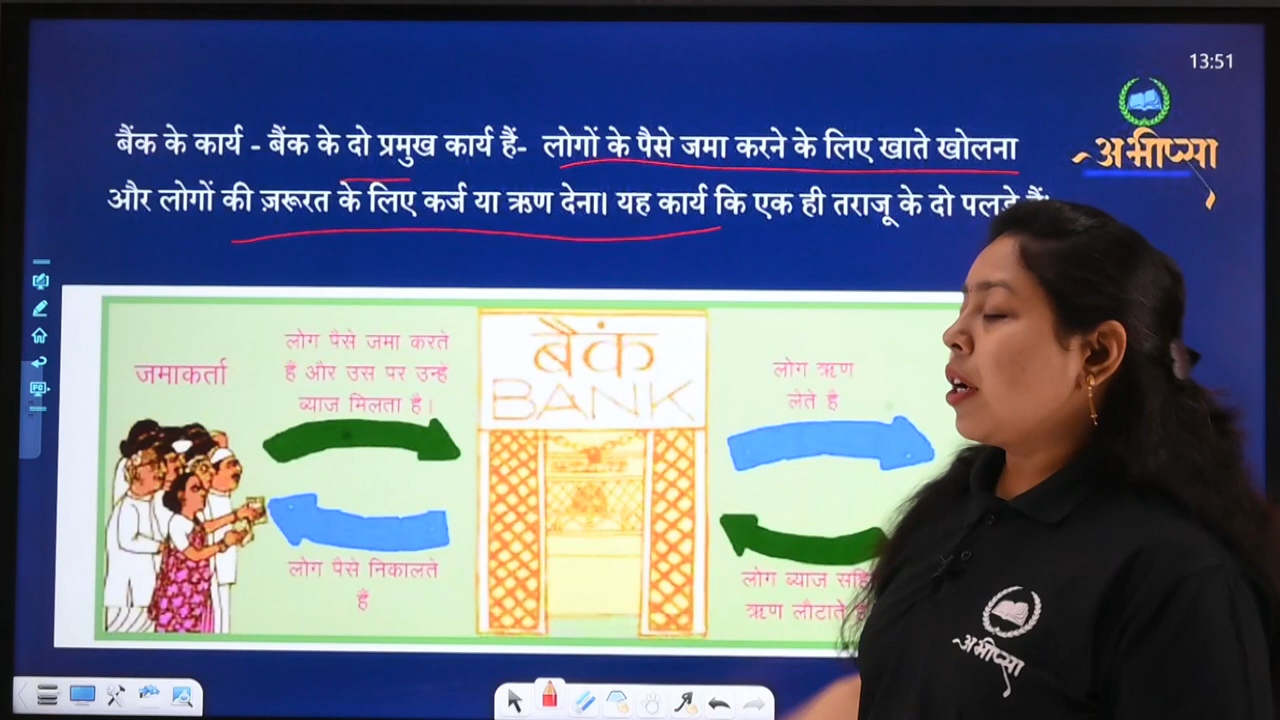 13:51
अभीप्सा
बैंक के कार्य - बैंक के दो प्रमुख कार्य हैं- लोगों के पैसे जमा करने के लिए खाते खोलना
और लोगों की ज़रूरत के लिए कर्ज या ऋण देना। यह कार्य कि एक ही तराजू के दो पलड़े
जमाकर्ता
लोग पैसे जमा करते
हैं और उस पर उन्हें
ब्याज मिलता है।
बैंक
BANK
लोग ऋण
लेते है
लोग पैसे निकालते
हैं
लोग ब्याज
ऋण लौटाते
अभीप्सा